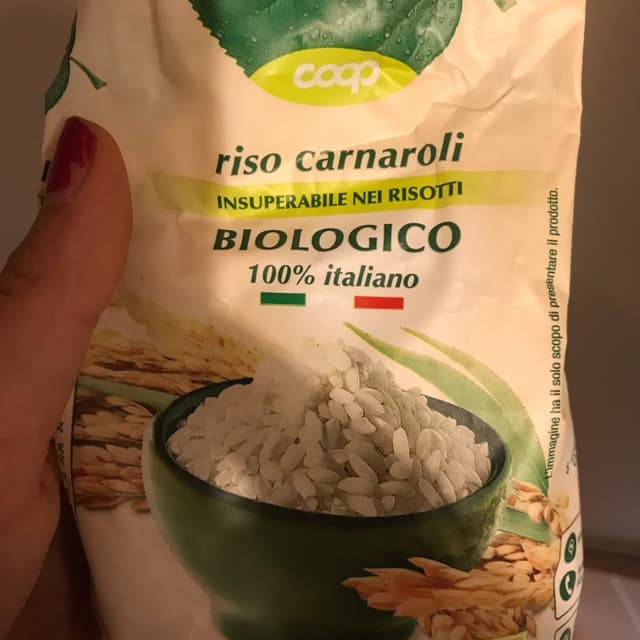 coop
riso carnaroli
INSUPERABILE NEI RISOTTI
BIOLOGICO
100% italiano
L'immagine ha il solo scopo di presentare il prodotto.